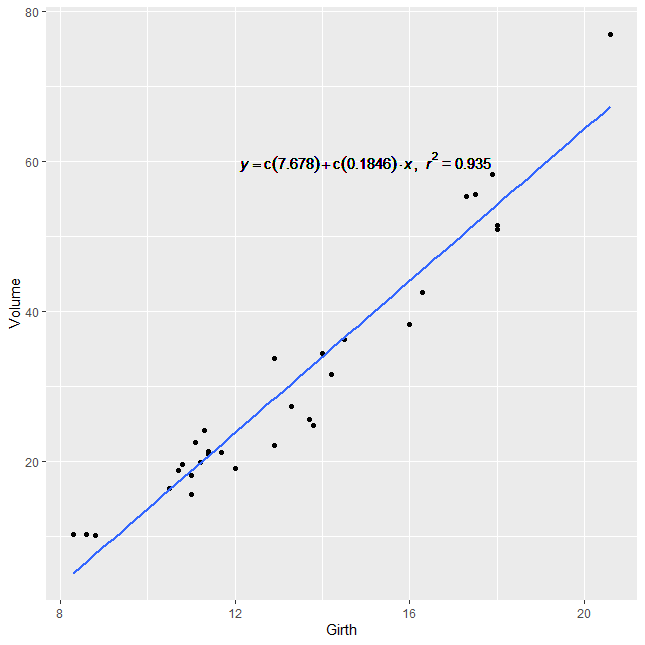 80
60
40
20
y = c(7.678) + c(0.1846) · x, r² = 0.935
Volume
8 12 16 20
Girth